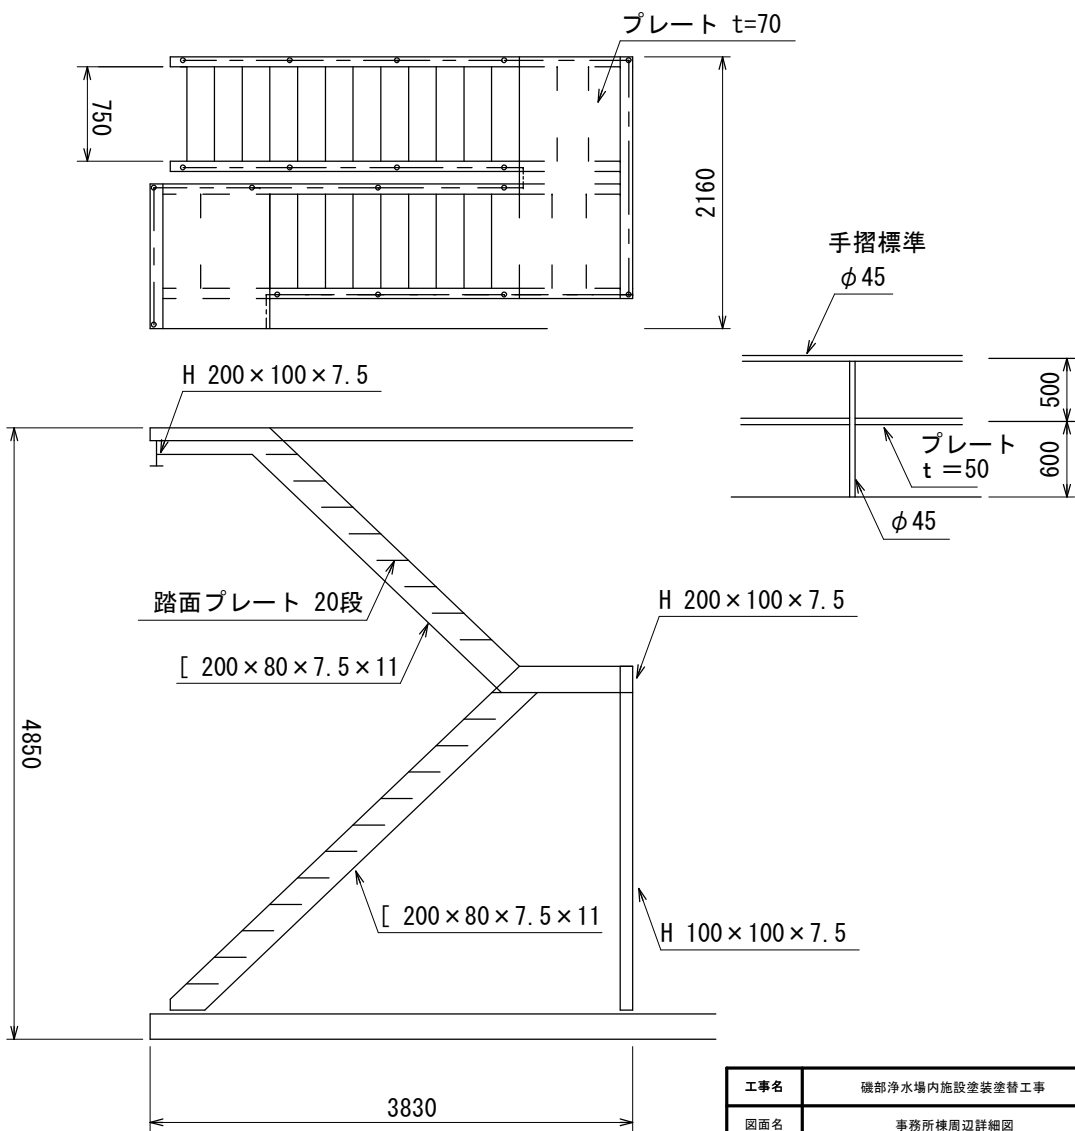 プレート t=70
750
2160
手摺標準
φ45
H 200×100×7.5
500
プレート
t =50
600
φ45
踏面プレート 20段
H 200×100×7.5
[ 200×80×7.5×11
4850
[ 200×80×7.5×11
H 100×100×7.5
3830
工事名 磯部浄水場内施設塗装塗替工事
図面名 事務所棟周辺詳細図